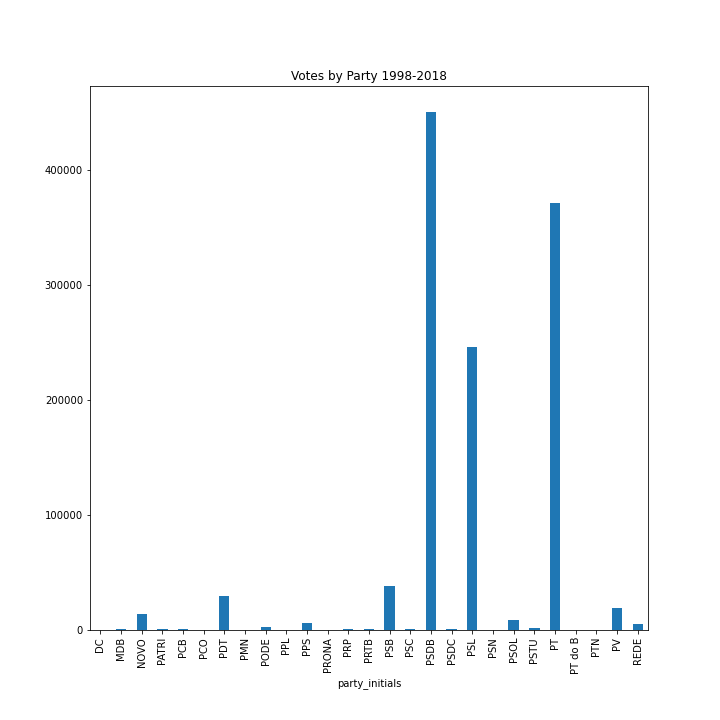 Votes by Party 1998-2018
400000
300000
200000
100000
0
DC
MDB
NOVO
PATRI
PCB
PCO
PDT
PMN
PODE
PPL
PPS
PRONA
PRP
PRTB
PSB
PSC
PSDB
PSDC
PSL
PSN
PSOL
PSTU
PT
PT do B
PTN
PV
REDE
party_initials